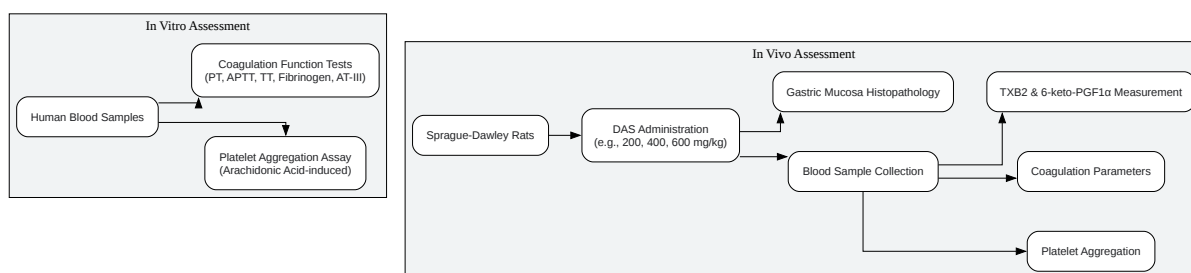 In Vitro Assessment
Human Blood Samples
Coagulation Function Tests
(PT, APTT, TT, Fibrinogen, AT-III)
Platelet Aggregation Assay
(Arachidonic Acid-induced)
In Vivo Assessment
Sprague-Dawley Rats
DAS Administration
(e.g., 200, 400, 600 mg/kg)
Gastric Mucosa Histopathology
Blood Sample Collection
TXB2 & 6-keto-PGF1α Measurement
Coagulation Parameters
Platelet Aggregation